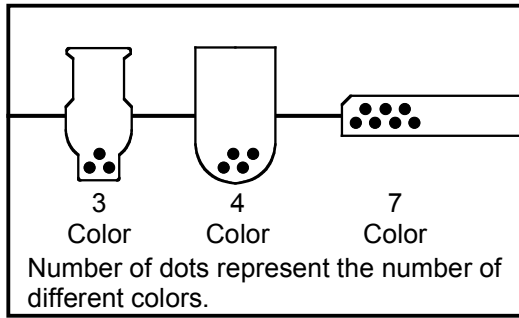 3 4 7
Color Color Color
Number of dots represent the number of
different colors.